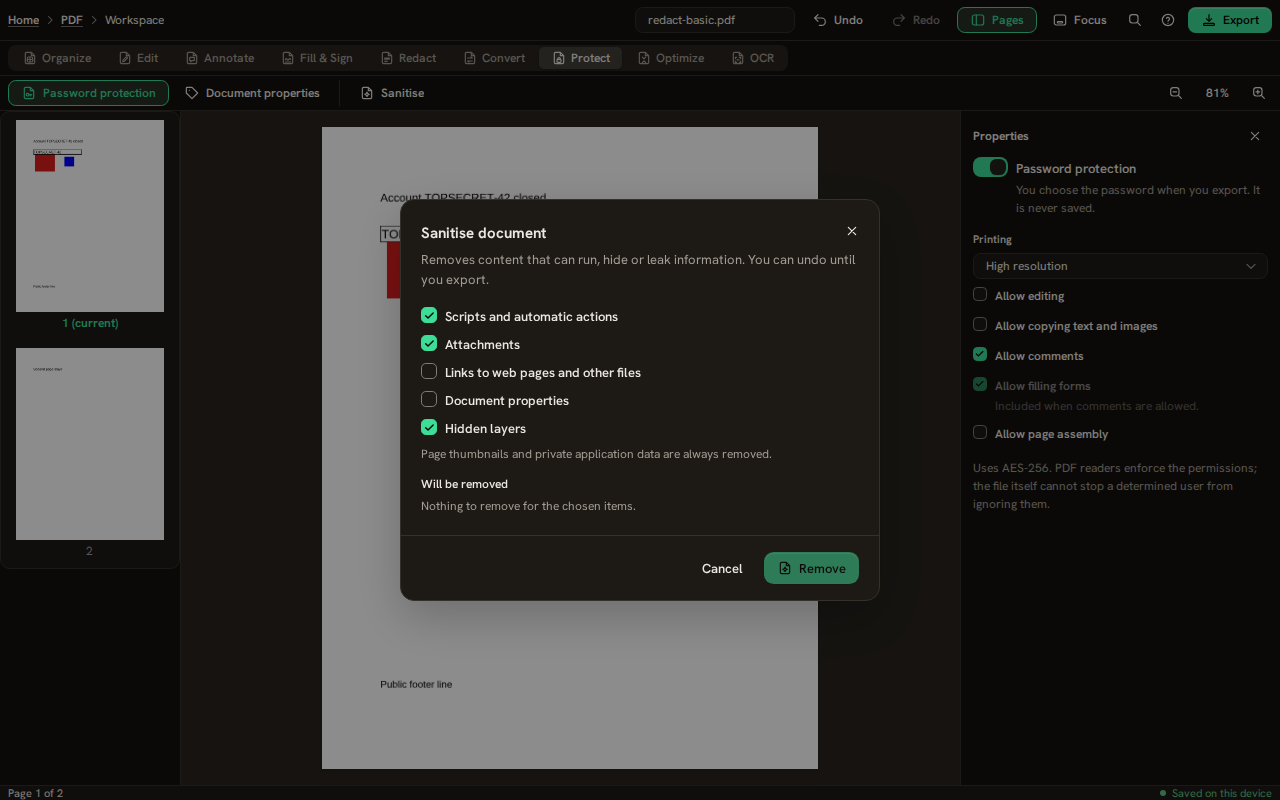 Home
PDF
Workspace
redact-basic.pdf
Undo
Redo
Pages
Focus
Export
Organize
Edit
Annotate
Fill & Sign
Redact
Convert
Protect
Optimize
OCR
Password protection
Document properties
Sanitise
81%
Account TOPSECRET-42 closed
1 (current)
Public footer line
2
Account TOPSECRET-42 closed
Public footer line
Sanitise document
Removes content that can run, hide or leak information. You can undo until
you export.
Scripts and automatic actions
Attachments
Links to web pages and other files
Document properties
Hidden layers
Page thumbnails and private application data are always removed.
Will be removed
Nothing to remove for the chosen items.
Cancel
Remove
Properties
Password protection
You choose the password when you export. It
is never saved.
Printing
High resolution
Allow editing
Allow copying text and images
Allow comments
Allow filling forms
Included when comments are allowed.
Allow page assembly
Uses AES-256. PDF readers enforce the permissions;
the file itself cannot stop a determined user from
ignoring them.
Page 1 of 2
Saved on this device